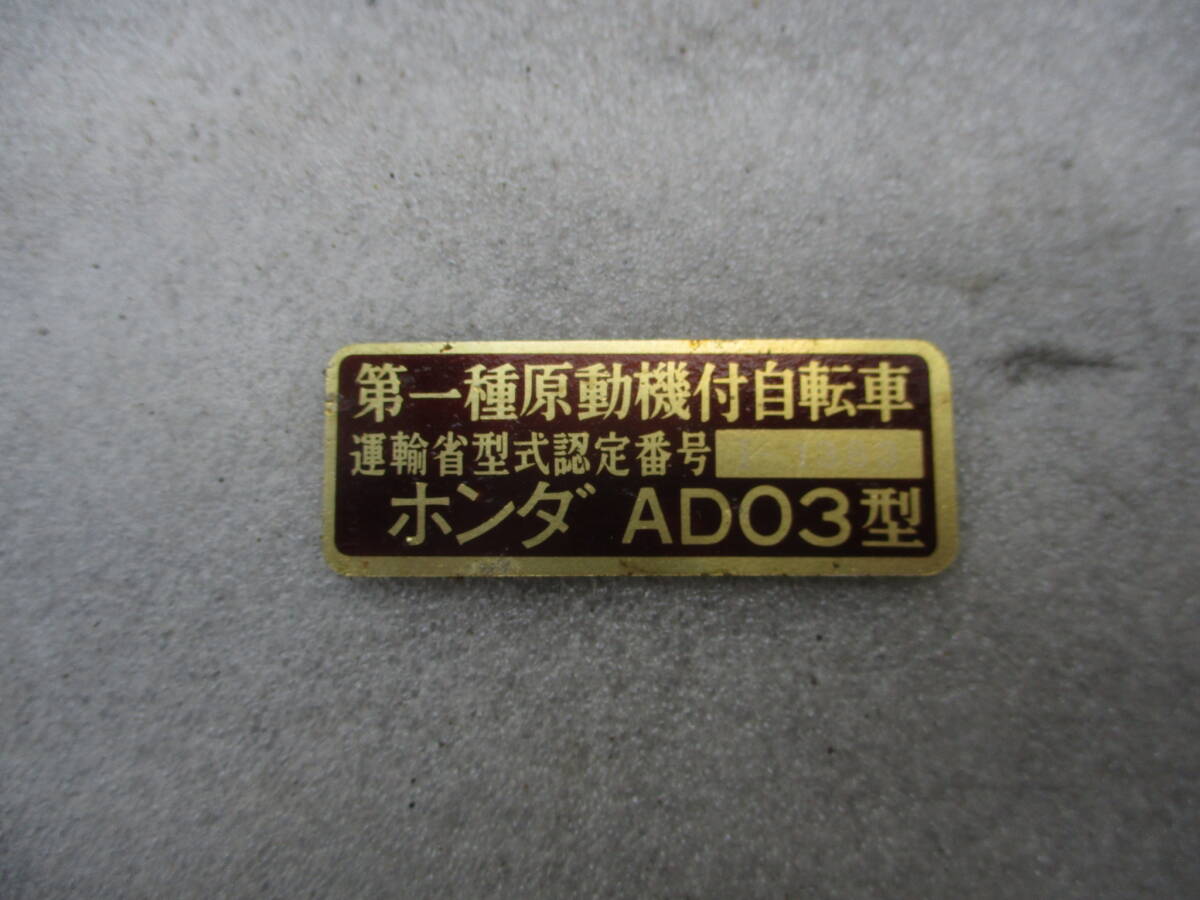 第一種原動機付自転車
運輸省型式認定番号
ホンダ AD03型